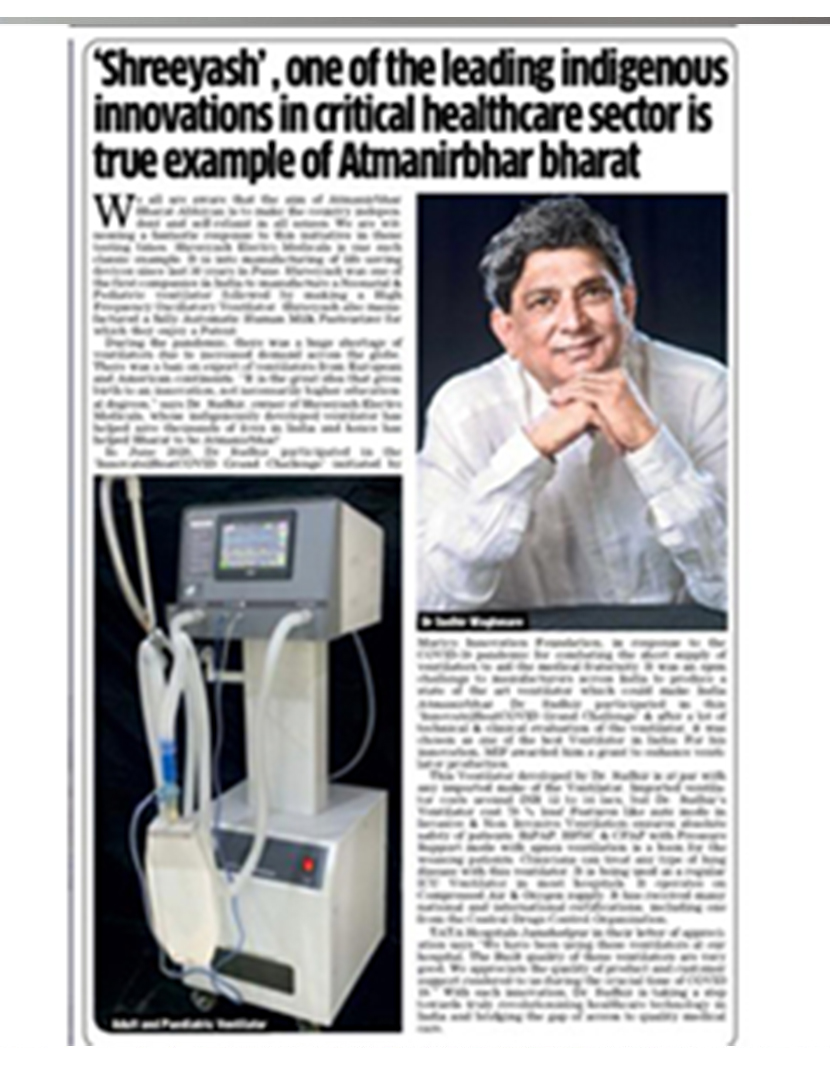 'Shreeyash', one of the leading indigenous
innovations in critical healthcare sector is
true example of Atmanirbhar bharat
We all are aware that the aim of Atmanirbhar
Bharat Abhiyan is to make the country indepen-
dent and self-reliant in all senses. We are wit-
nessing a fantastic response to this initiative in these
testing times. Shreeyash Electro Medicals is one such
classic example. It is into manufacturing of life saving
devices since last 20 years in Pune. Shreeyash was one of
the first companies in India to manufacture a Neonatal &
Pediatric ventilator followed by making a High
Frequency Oscillatory Ventilator. Shreeyash also manu-
factured a fully Automatic Human Milk Pasteurizer for
which they enjoy a Patent.
During the pandemic, there was a huge shortage of
ventilators due to increased demand across the globe.
There was a ban on export of ventilators from European
and American continents. "It is the great idea that gives
birth to an innovation, not necessarily higher education-
al degrees," says Dr. Sudhir, owner of Shreeyash Electro
Medicals, whose indigenously developed ventilator has
helped save thousands of lives in India and hence has
helped Bharat to be Atmanirbhar!
In June 2020, Dr Sudhir participated in the
'Innovate2BeatCOVID Grand Challenge' initiated by
Adult and Paediatric Ventilator
Dr Sudhir Waghmare
Marico Innovation Foundation, in response to the
COVID-19 pandemic for combating the short supply of
ventilators to aid the medical fraternity. It was an open
challenge to manufacturers across India to produce a
state of the art ventilator which could make India
Atmanirbhar. Dr. Sudhir participated in this
'Innovate2BeatCOVID Grand Challenge' & after a lot of
technical & clinical evaluation of the ventilator, it was
chosen as one of the best Ventilator in India. For his
innovation, MIF awarded him a grant to enhance venti-
lator production.
This Ventilator developed by Dr. Sudhir is at par with
any imported make of the Ventilator. Imported ventila-
tor costs around INR 12 to 14 lacs, but Dr. Sudhir's
Ventilator cost % less! Features like auto mode in
Invasive & Non Invasive Ventilation ensures absolute
safety of patients. BiPAP, HFNC & CPAP with Pressure
Support mode with apnea ventilation is a boon for the
weaning patients. Clinicians can treat any type of lung
disease with this ventilator. It is being used as a regular
ICU Ventilator in most hospitals. It operates on
Compressed Air & Oxygen supply. It has received many
national and international certifications, including one
from the Central Drugs Control Organisation.
TATA Hospitals Jamshedpur in their letter of appreci-
ation says "We have been using these ventilators at our
hospital. The Built quality of these ventilators are very
good. We appreciate the quality of product and customer
support rendered to us during the crucial time of COVID
19." With such innovation, Dr. Sudhir is taking a step
towards truly revolutionising healthcare technology in
India and bridging the gap of access to quality medical
care.